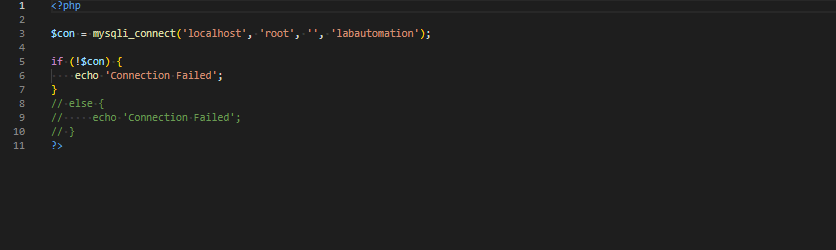 1 <?php
2
3 $con = mysqli_connect('localhost', 'root', '', 'labautomation');
4
5 if (!$con) {
6     echo 'Connection Failed';
7 }
8 // else {
9 //     echo 'Connection Failed';
10 // }
11 ?>